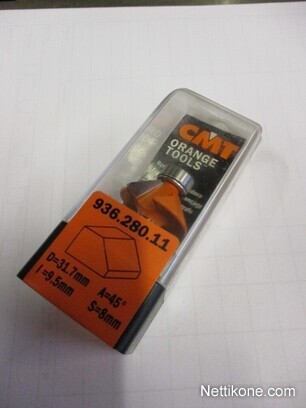 CMT
ORANGE
TOOLS
936.280.11
D=31.7mm A=45°
I=9.5mm S=8mm
Nettikone.com